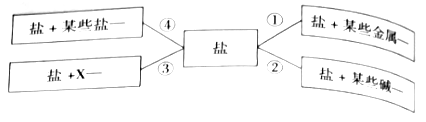 盐 + 某些盐—
④
盐
①
盐 + 某些金属—
盐 +X—
③
②
盐 + 某些碱—